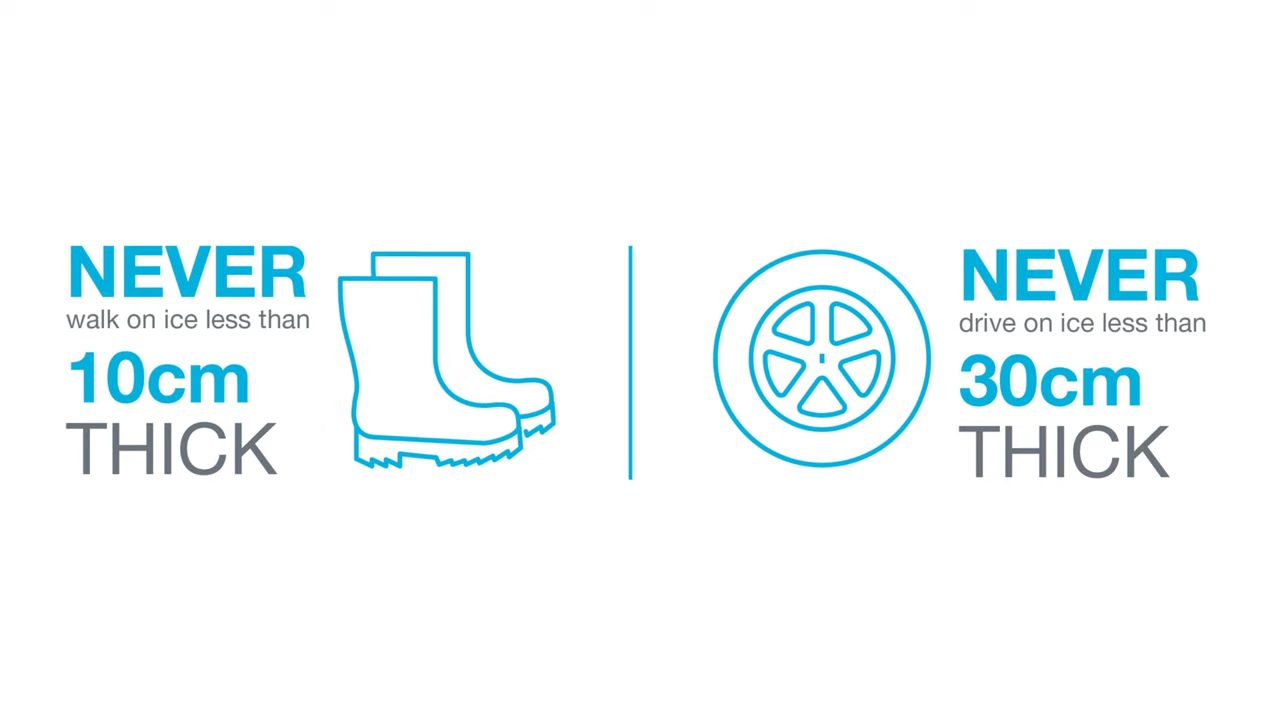 NEVER
walk on ice less than
10cm
THICK
NEVER
drive on ice less than
30cm
THICK